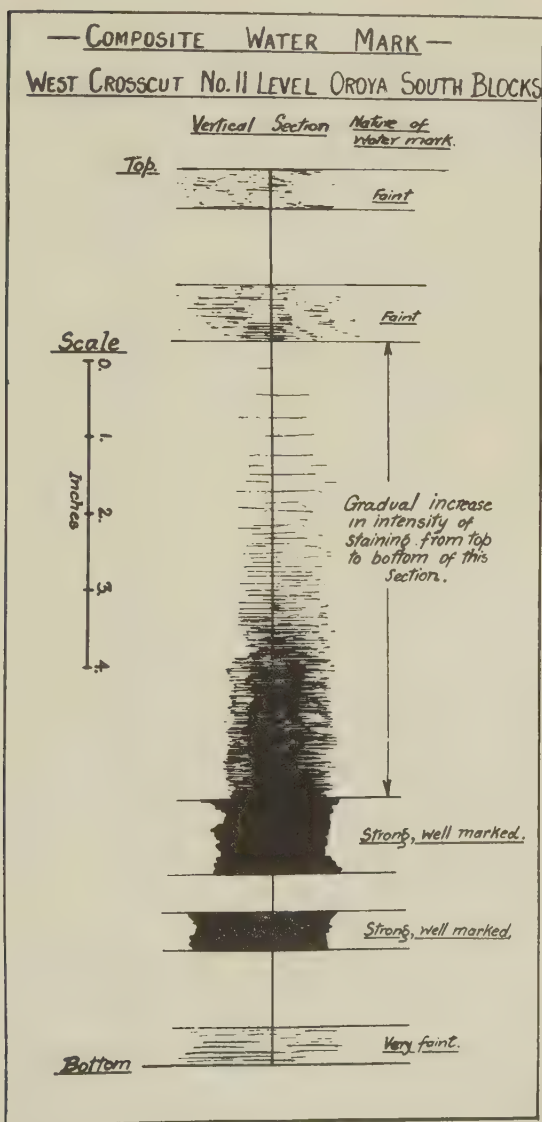 — COMPOSITE WATER MARK —
WEST CROSSCUT No. 11 LEVEL OROYA SOUTH BLOCKS
Vertical Section
Nature of
Water mark.
Top.
Faint
Faint
Scale
0.
1.
2.
3.
4.
Inches
Gradual increase
in intensity of
staining from top
to bottom of this
section.
Strong, well marked.
Strong, well marked.
Very faint.
Bottom